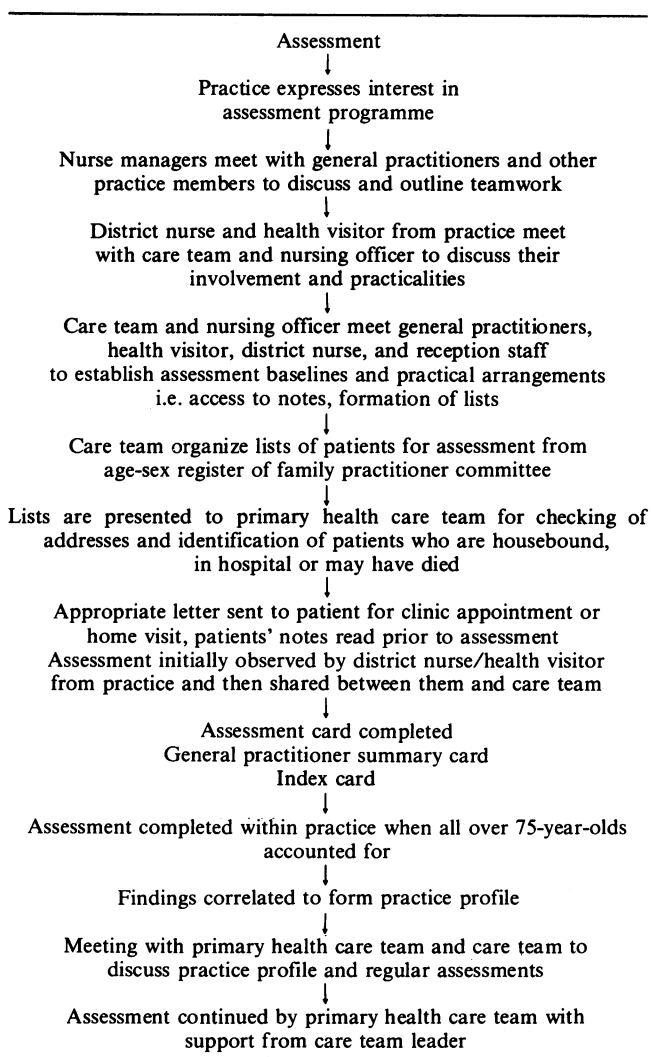 Assessment
Practice expresses interest in
assessment programme
Nurse managers meet with general practitioners and other
practice members to discuss and outline teamwork
District nurse and health visitor from practice meet
with care team and nursing officer to discuss their
involvement and practicalities
Care team and nursing officer meet general practitioners,
health visitor, district nurse, and reception staff
to establish assessment baselines and practical arrangements
i.e. access to notes, formation of lists
Care team organize lists of patients for assessment from
age-sex register of family practitioner committee
Lists are presented to primary health care team for checking of
addresses and identification of patients who are housebound,
in hospital or may have died
Appropriate letter sent to patient for clinic appointment or
home visit, patients' notes read prior to assessment
Assessment initially observed by district nurse/health visitor
from practice and then shared between them and care team
Assessment card completed
General practitioner summary card
Index card
Assessment completed within practice when all over 75-year-olds
accounted for
Findings correlated to form practice profile
Meeting with primary health care team and care team to
discuss practice profile and regular assessments
Assessment continued by primary health care team with
support from care team leader